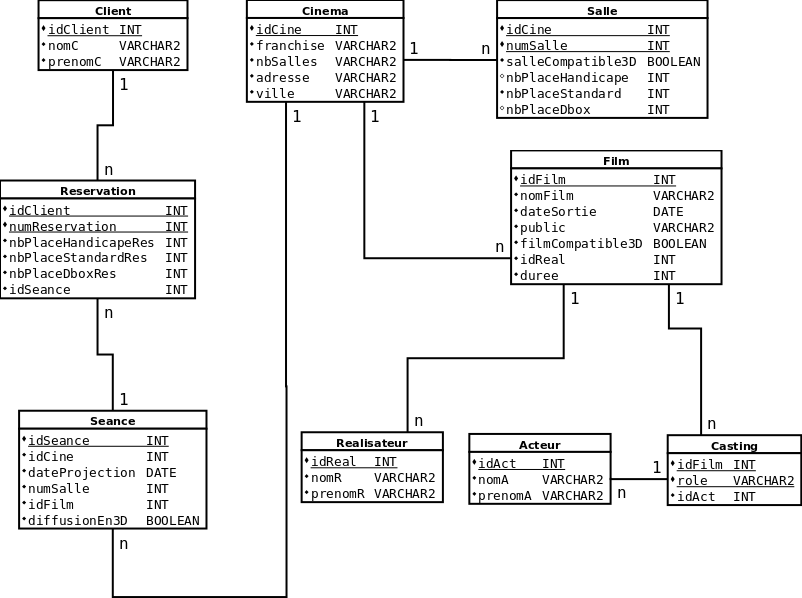 Client
idClient INT
nomC VARCHAR2
prenomC VARCHAR2
1
n
Cinema
idCine INT
franchise VARCHAR2
nbSalles VARCHAR2
adresse VARCHAR2
ville VARCHAR2
1
n
1
1
Salle
idCine INT
numSalle INT
salleCompatible3D BOOLEAN
nbPlaceHandicape INT
nbPlaceStandard INT
nbPlaceDbox INT
Film
idFilm INT
nomFilm VARCHAR2
dateSortie DATE
public VARCHAR2
filmCompatible3D BOOLEAN
idReal INT
duree INT
n
1
1
Reservation
idClient INT
numReservation INT
nbPlaceHandicapeRes INT
nbPlaceStandardRes INT
nbPlaceDboxRes INT
idSeance INT
n
1
Seance
idSeance INT
idCine INT
dateProjection DATE
numSalle INT
idFilm INT
diffusionEn3D BOOLEAN
n
n
Realisateur
idReal INT
nomR VARCHAR2
prenomR VARCHAR2
Acteur
idAct INT
nomA VARCHAR2
prenomA VARCHAR2
n
1
n
Casting
idFilm INT
role VARCHAR2
idAct INT